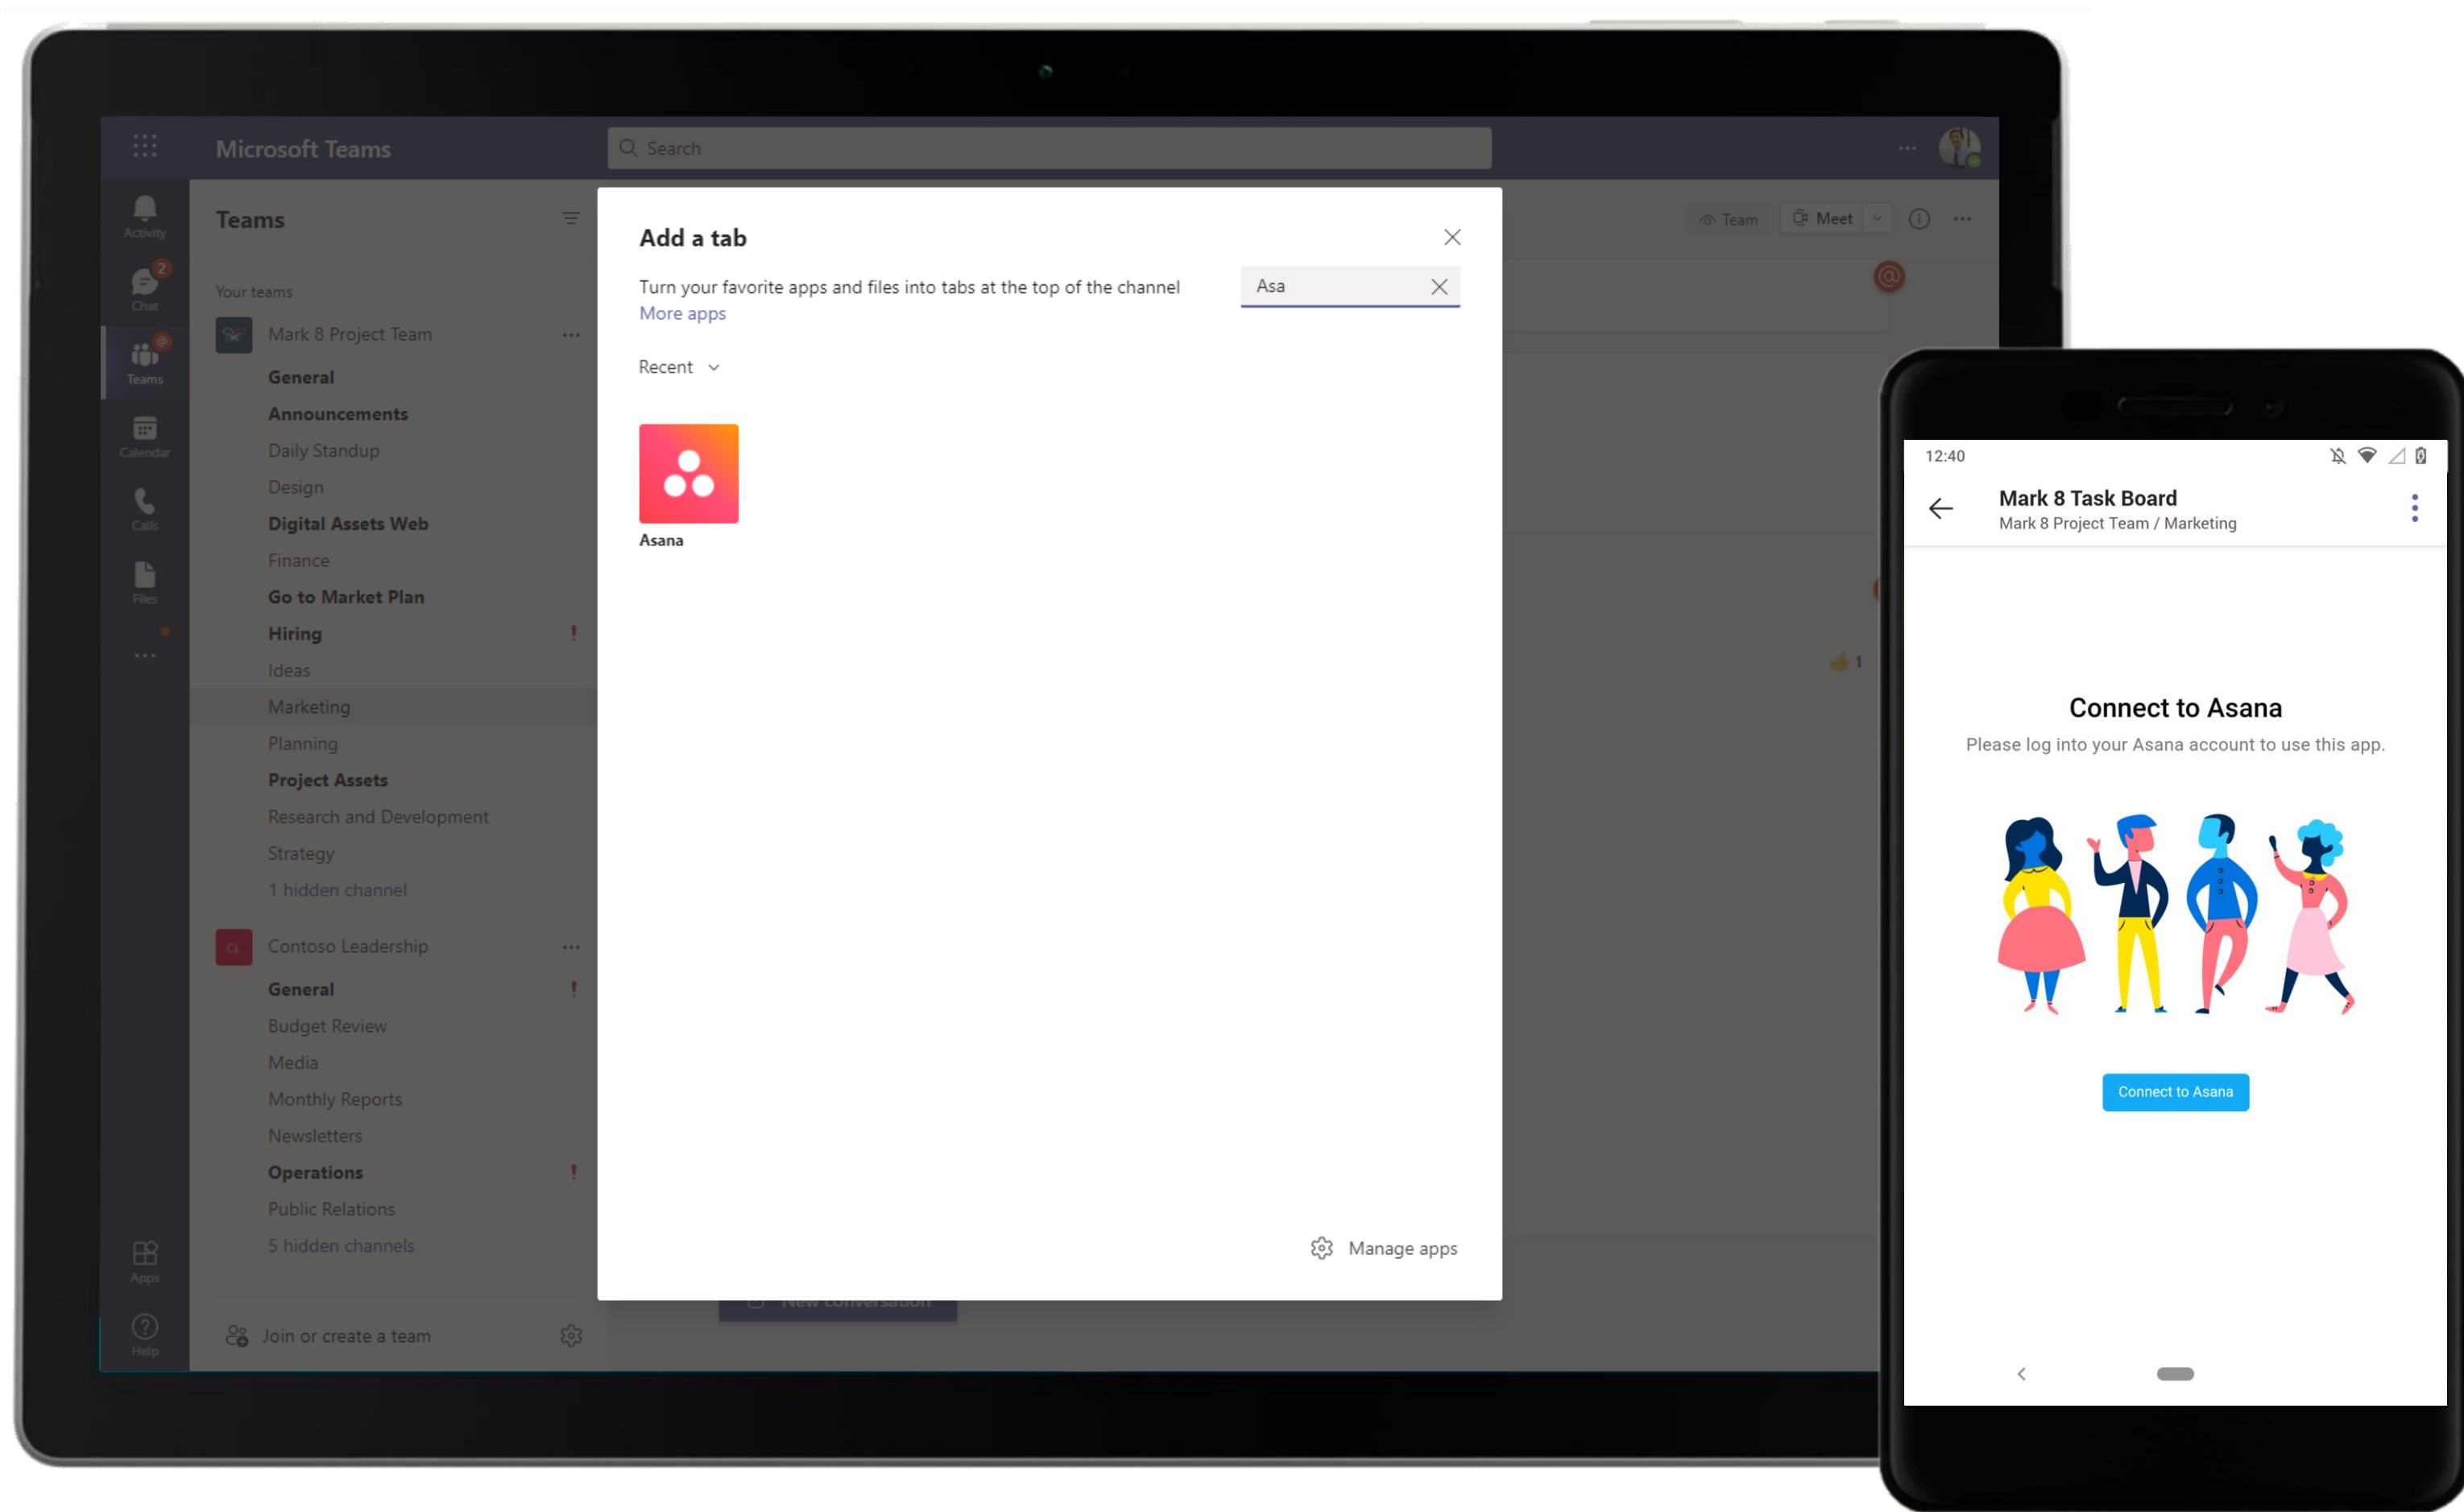 Microsoft Teams
Search
Activity
2
Chat
Teams
Calendar
Calls
Files
Apps
Help
Teams
Your teams
Mark 8 Project Team
General
Announcements
Daily Standup
Design
Digital Assets Web
Finance
Go to Market Plan
Hiring
!
Ideas
Marketing
Planning
Project Assets
Research and Development
Strategy
1 hidden channel
CL
Contoso Leadership
General
!
Budget Review
Media
Monthly Reports
Newsletters
Operations
!
Public Relations
5 hidden channels
Join or create a team
Team
Meet
@
1
Add a tab
Turn your favorite apps and files into tabs at the top of the channel
More apps
Asa
Recent
Asana
Manage apps
New conversation
12:40
Mark 8 Task Board
Mark 8 Project Team / Marketing
Connect to Asana
Please log into your Asana account to use this app.
Connect to Asana